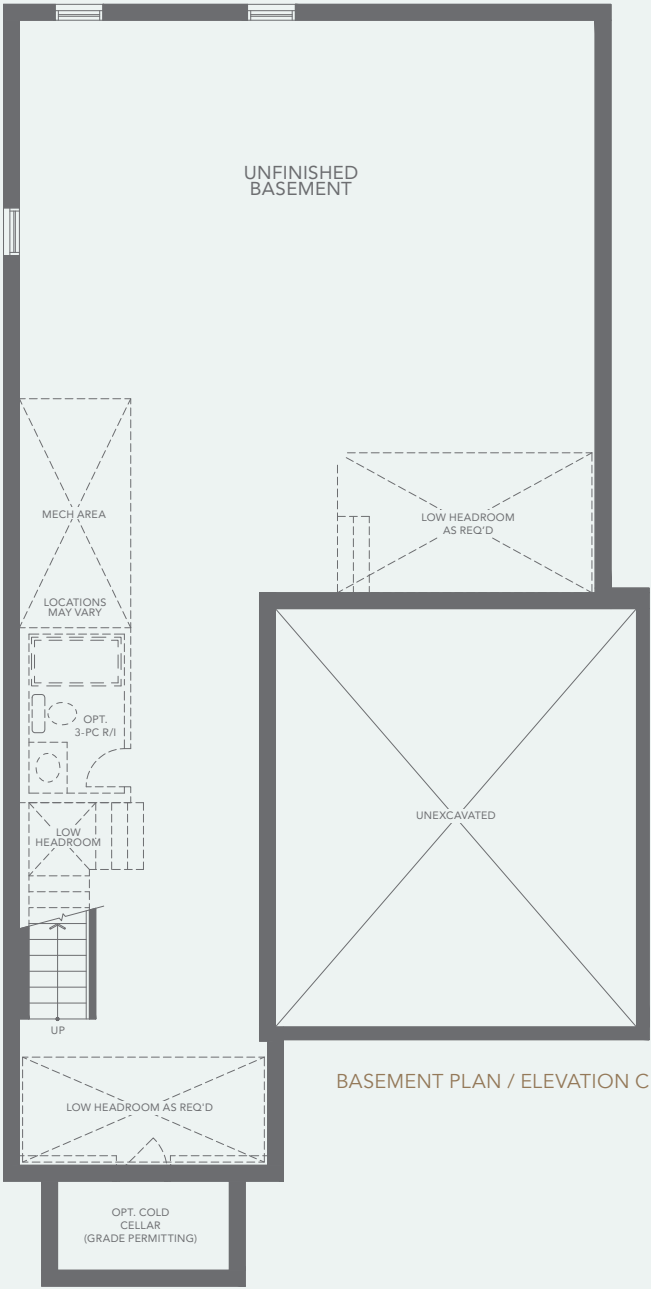 UNFINISHED
BASEMENT
MECH AREA
LOW HEADROOM
AS REQ'D
LOCATIONS
MAY VARY
OPT.
3-PC R/I
LOW
HEADROOM
UNEXCAVATED
UP
BASEMENT PLAN / ELEVATION C
LOW HEADROOM AS REQ'D
OPT. COLD
CELLAR
(GRADE PERMITTING)